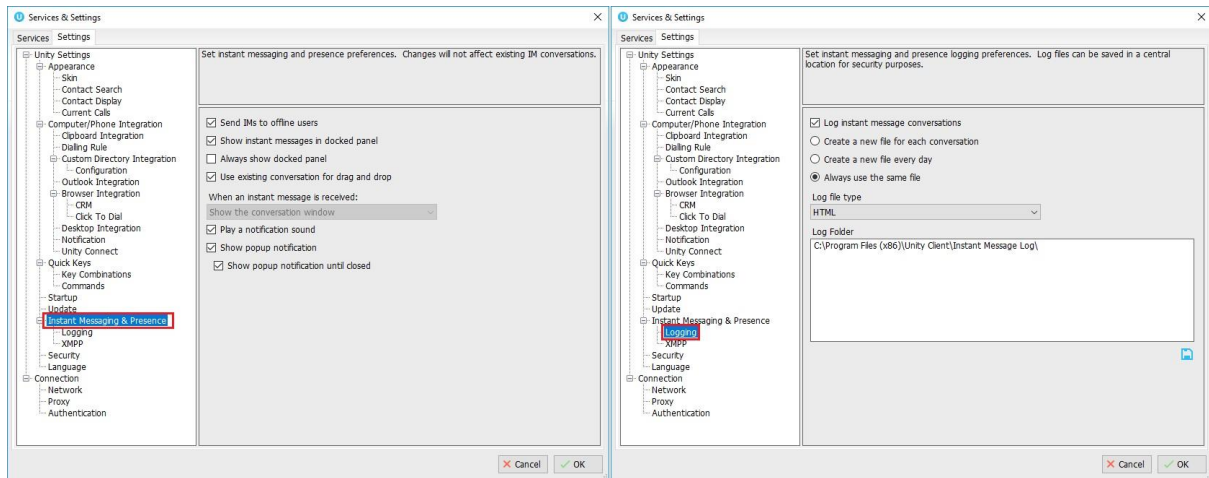 Services & Settings
Services Settings
Unity Settings
Appearance
Skin
Contact Search
Contact Display
Current Calls
Computer/Phone Integration
Clipboard Integration
Dialing Rule
Custom Directory Integration
Configuration
Outlook Integration
Browser Integration
CRM
Click To Dial
Desktop Integration
Notification
Unity Connect
Quick Keys
Key Combinations
Commands
Startup
Update
Instant Messaging & Presence
Logging
XMPP
Security
Language
Connection
Network
Proxy
Authentication
Set instant messaging and presence preferences. Changes will not affect existing IM conversations.
Send IMs to offline users
Show instant messages in docked panel
Always show docked panel
Use existing conversation for drag and drop
When an instant message is received:
Show the conversation window
Play a notification sound
Show popup notification
Show popup notification until closed
Cancel OK
Services & Settings
Services Settings
Unity Settings
Appearance
Skin
Contact Search
Contact Display
Current Calls
Computer/Phone Integration
Clipboard Integration
Dialing Rule
Custom Directory Integration
Configuration
Outlook Integration
Browser Integration
CRM
Click To Dial
Desktop Integration
Notification
Unity Connect
Quick Keys
Key Combinations
Commands
Startup
Update
Instant Messaging & Presence
Logging
XMPP
Security
Language
Connection
Network
Proxy
Authentication
Set instant messaging and presence logging preferences. Log files can be saved in a central
location for security purposes.
Log instant message conversations
Create a new file for each conversation
Create a new file every day
Always use the same file
Log file type
HTML
Log Folder
C:\Program Files (x86)\Unity Client\Instant Message Log\
Cancel OK